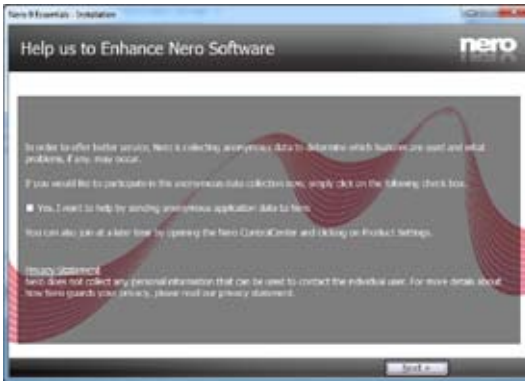 Nero 9 Essentials - Installation
Help us to Enhance Nero Software
nero
In order to offer better service, Nero is collecting anonymous data to determine which features are used and what
problems, if any, may occur.
If you would like to participate in this anonymous data collection now, simply click on the following check box.
Yes, I want to help by sending anonymous application data to Nero
You can also join at a later time by opening the Nero ControlCenter and clicking on Product Settings.
Privacy Statement
Nero does not collect any personal information that can be used to contact the individual user. For more details about
how Nero guards your privacy, please read our privacy statement.
Next >